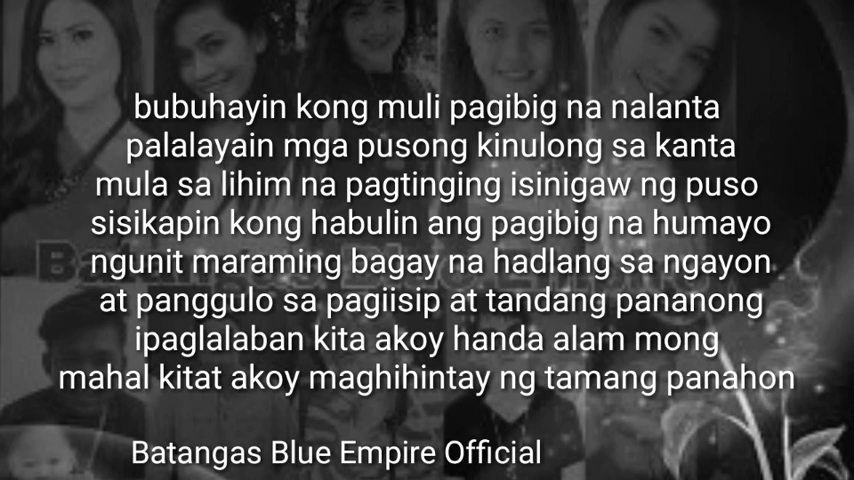 bubuhayin kong muli pagibig na nalanta
palalayain mga pusong kinulong sa kanta
mula sa lihim na pagtinging isinigaw ng puso
sisikapin kong habulin ang pagibig na humayo
ngunit maraming bagay na hadlang sa ngayon
at panggulo sa pagiisip at tandang pananong
ipaglalaban kita akoy handa alam mong
mahal kitat akoy maghihintay ng tamang panahon
Batangas Blue Empire Official